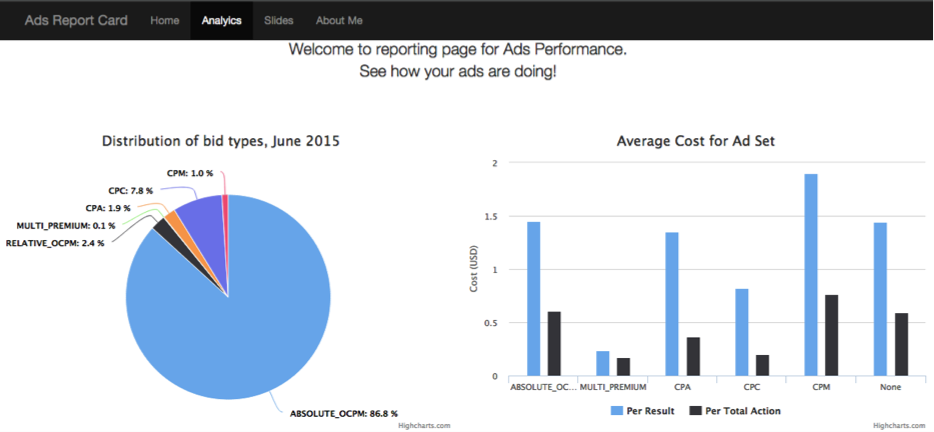 Ads Report Card Home Analyics Slides About Me
Welcome to reporting page for Ads Performance.
See how your ads are doing!
Distribution of bid types, June 2015
CPM: 1.0 %
CPC: 7.8 %
CPA: 1.9 %
MULTI_PREMIUM: 0.1 %
RELATIVE_OCPM: 2.4 %
ABSOLUTE_OCPM: 86.8 %
Highcharts.com
Average Cost for Ad Set
Cost (USD)
2
1.5
1
0.5
0
ABSOLUTE_OC... MULTI_PREMIUM CPA CPC CPM None
Per Result Per Total Action
Highcharts.com